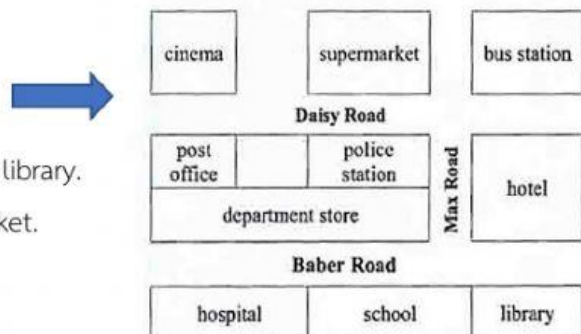 cinema
supermarket
bus station
Daisy Road
post
office
police
station
Max Road
hotel
library.
department store
ket.
Baber Road
hospital
school
library